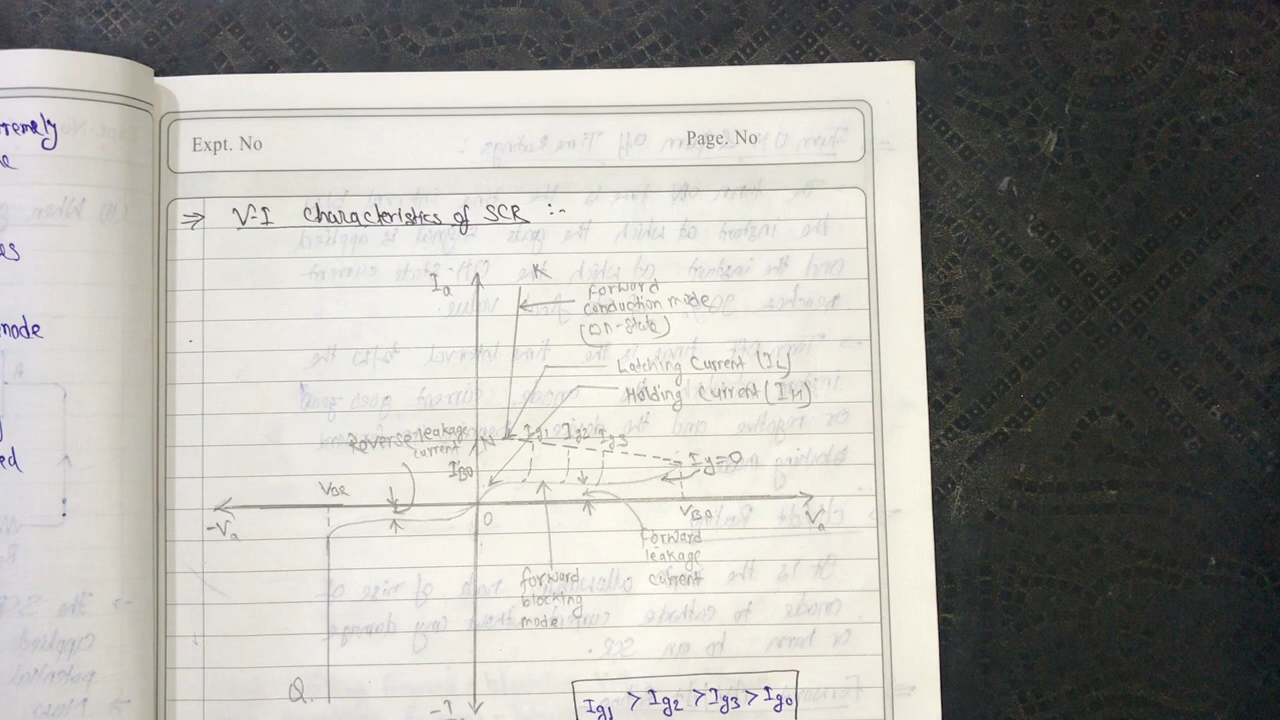 remely
Expt. No
Page. No
⇒ V-I Characteristics of SCR :-
Ia
K
Forward
conduction mode
(on-state)
node
Latching Current (IL)
Holding Current (IH)
Reverse leakage
current
N
Ig1
Ig2
Ig3
Ig=0
IBO
VBR
-Va
O
VBO
Va
Forward
leakage
current
forward
blocking
mode
Q
-I
Ig1 > Ig2 > Ig3 > Ig0